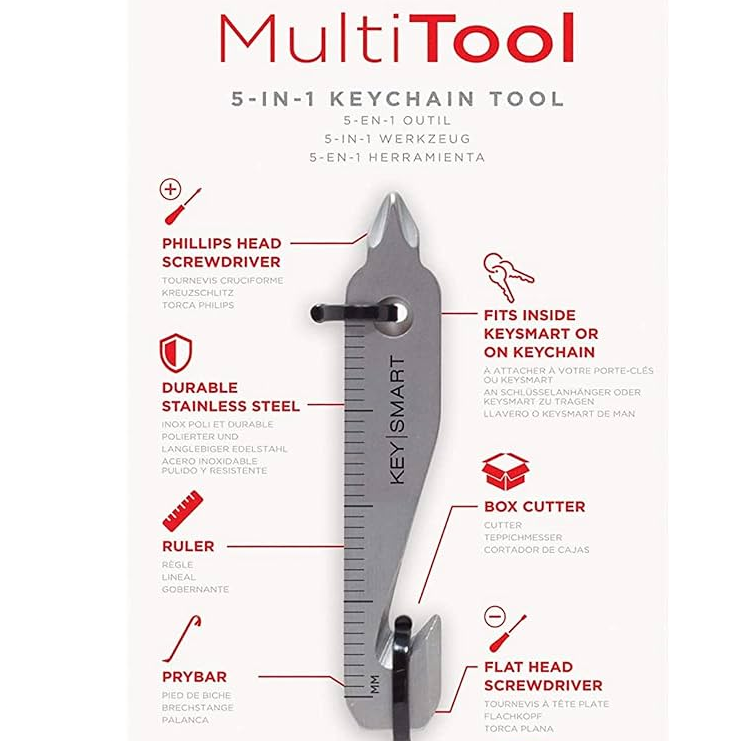 MultiTool
5-IN-1 KEYCHAIN TOOL
5-EN-1 OUTIL
5-IN-1 WERKZEUG
5-EN-1 HERRAMIENTA
PHILLIPS HEAD
SCREWDRIVER
TOURNEVIS CRUCIFORME
KREUZSCHLITZ
TORCA PHILIPS
FITS INSIDE
KEYSMART OR
ON KEYCHAIN
À ATTACHER À VOTRE PORTE-CLÉS
OU KEYSMART
AN SCHLÜSSELANHÄNGER ODER
KEYSMART ZU TRAGEN
LLAVERO O KEYSMART DE MAN
DURABLE
STAINLESS STEEL
INOX POLI ET DURABLE
POLIERTER UND
LANGLEBIGER EDELSTAHL
ACERO INOXIDABLE
PULIDO Y RESISTENTE
KEY|SMART
BOX CUTTER
CUTTER
TEPPICHMESSER
CORTADOR DE CAJAS
RULER
RÈGLE
LINEAL
GOBERNANTE
PRYBAR
PIED DE BICHE
BRECHSTANGE
PALANCA
MM
FLAT HEAD
SCREWDRIVER
TOURNEVIS À TÊTE PLATE
FLACHKOPF
TORCA PLANA